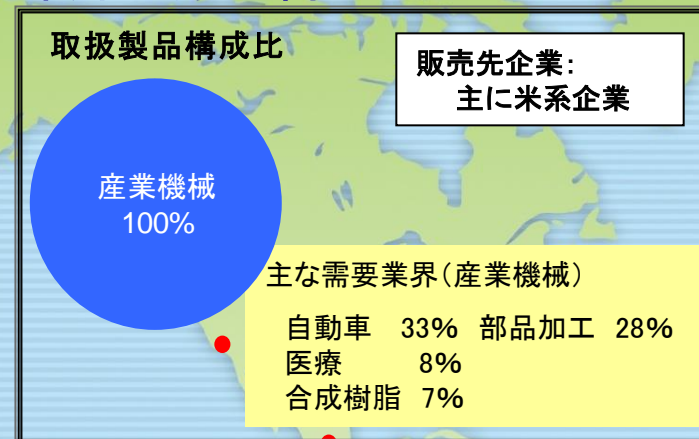 取扱製品構成比
販売先企業：
主に米系企業
産業機械
100%
主な需要業界（産業機械）
自動車　33%　部品加工　28%
医療　　　8%
合成樹脂　7%